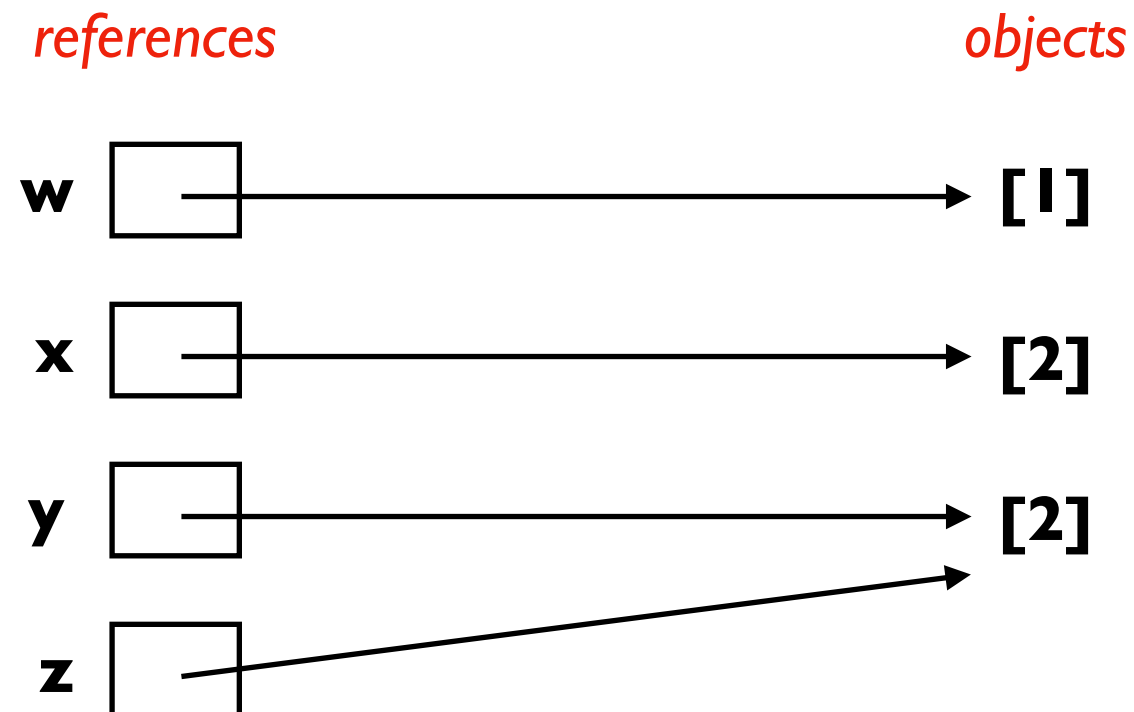 references objects
w [1]
x [2]
y [2]
z